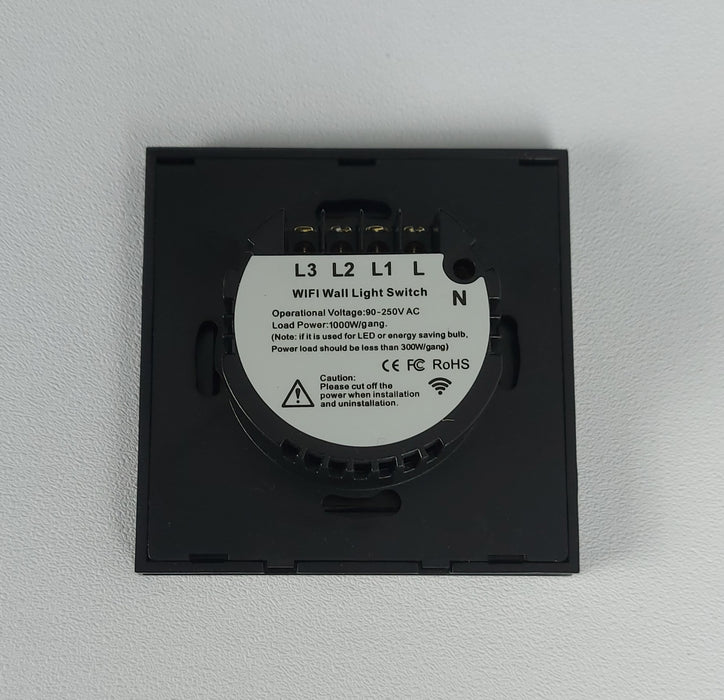 L3 L2 L1 L
N
WIFI Wall Light Switch
Operational Voltage:90-250V AC
Load Power:1000W/gang.
(Note: if it is used for LED or energy saving bulb,
Power load should be less than 300W/gang)
CE FC RoHS
Caution:
Please cut off the
power when installation
and uninstallation.